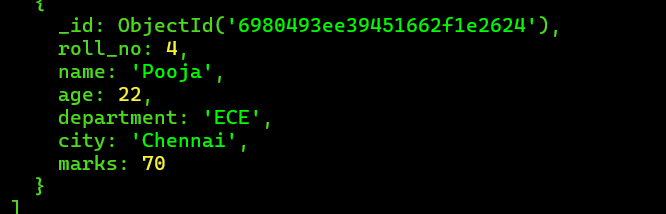 {
_id: ObjectId('6980493ee39451662f1e2624'),
roll_no: 4,
name: 'Pooja',
age: 22,
department: 'ECE',
city: 'Chennai',
marks: 70
}
]